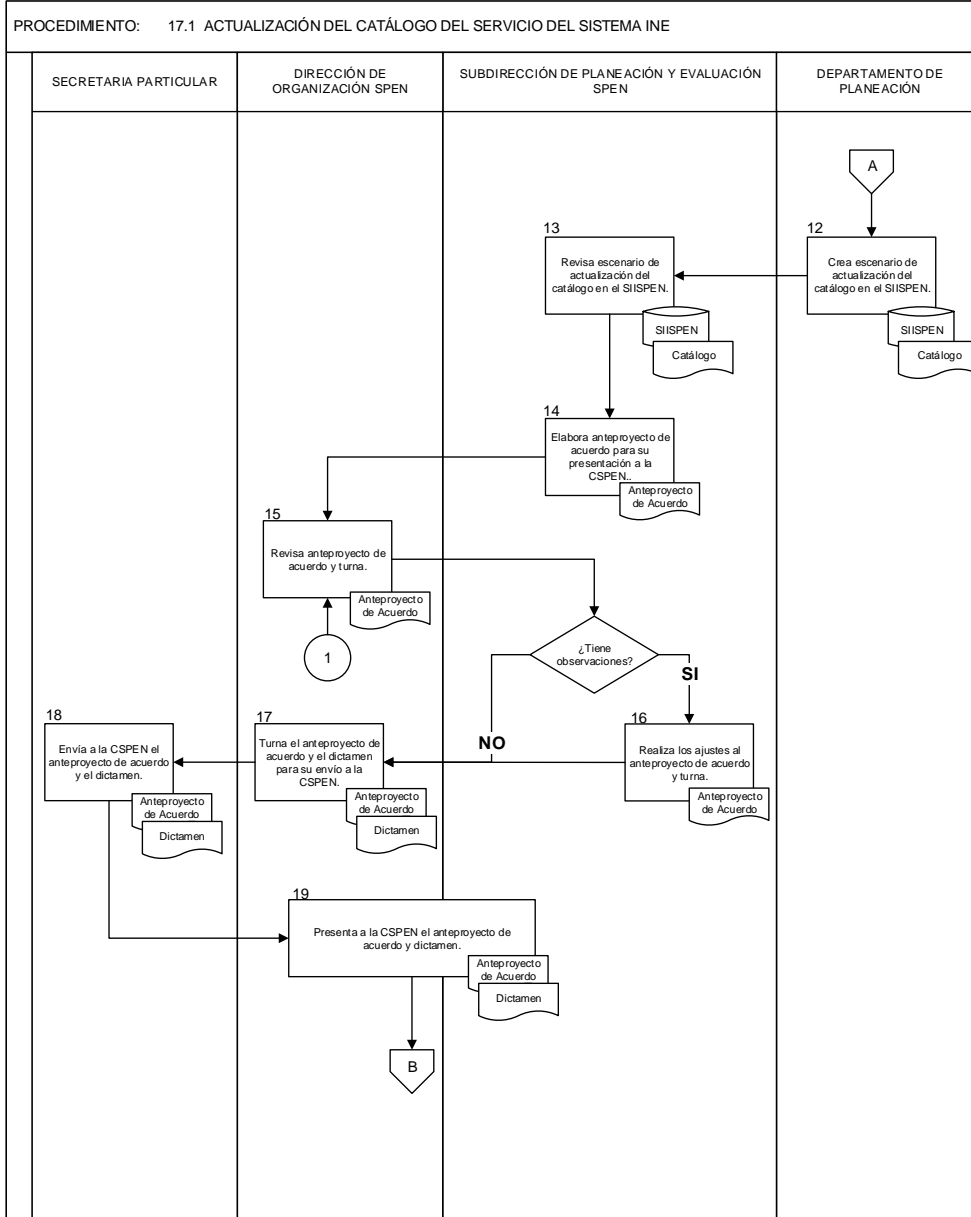 PROCEDIMIENTO: 17.1 ACTUALIZACIÓN DEL CATÁLOGO DEL SERVICIO DEL SISTEMA INE
SECRETARIA PARTICULAR
DIRECCIÓN DE
ORGANIZACIÓN SPEN
SUBDIRECCIÓN DE PLANEACIÓN Y EVALUACIÓN
SPEN
DEPARTAMENTO DE
PLANEACIÓN
A
12
Crea escenario de
actualización del
catálogo en el SIISPEN.
SIISPEN
Catálogo
13
Revisa escenario de
actualización del
catálogo en el SIISPEN.
SIISPEN
Catálogo
14
Elabora anteproyecto de
acuerdo para su
presentación a la
CSPEN..
Anteproyecto
de Acuerdo
15
Revisa anteproyecto de
acuerdo y turna.
Anteproyecto
de Acuerdo
1
¿Tiene
observaciones?
SI
NO
16
Realiza los ajustes al
anteproyecto de acuerdo
y turna.
Anteproyecto
de Acuerdo
17
Turna el anteproyecto de
acuerdo y el dictamen
para su envío a la
CSPEN.
Anteproyecto
de Acuerdo
Dictamen
18
Envía a la CSPEN el
anteproyecto de acuerdo
y el dictamen.
Anteproyecto
de Acuerdo
Dictamen
19
Presenta a la CSPEN el anteproyecto de
acuerdo y dictamen.
Anteproyecto
de Acuerdo
Dictamen
B